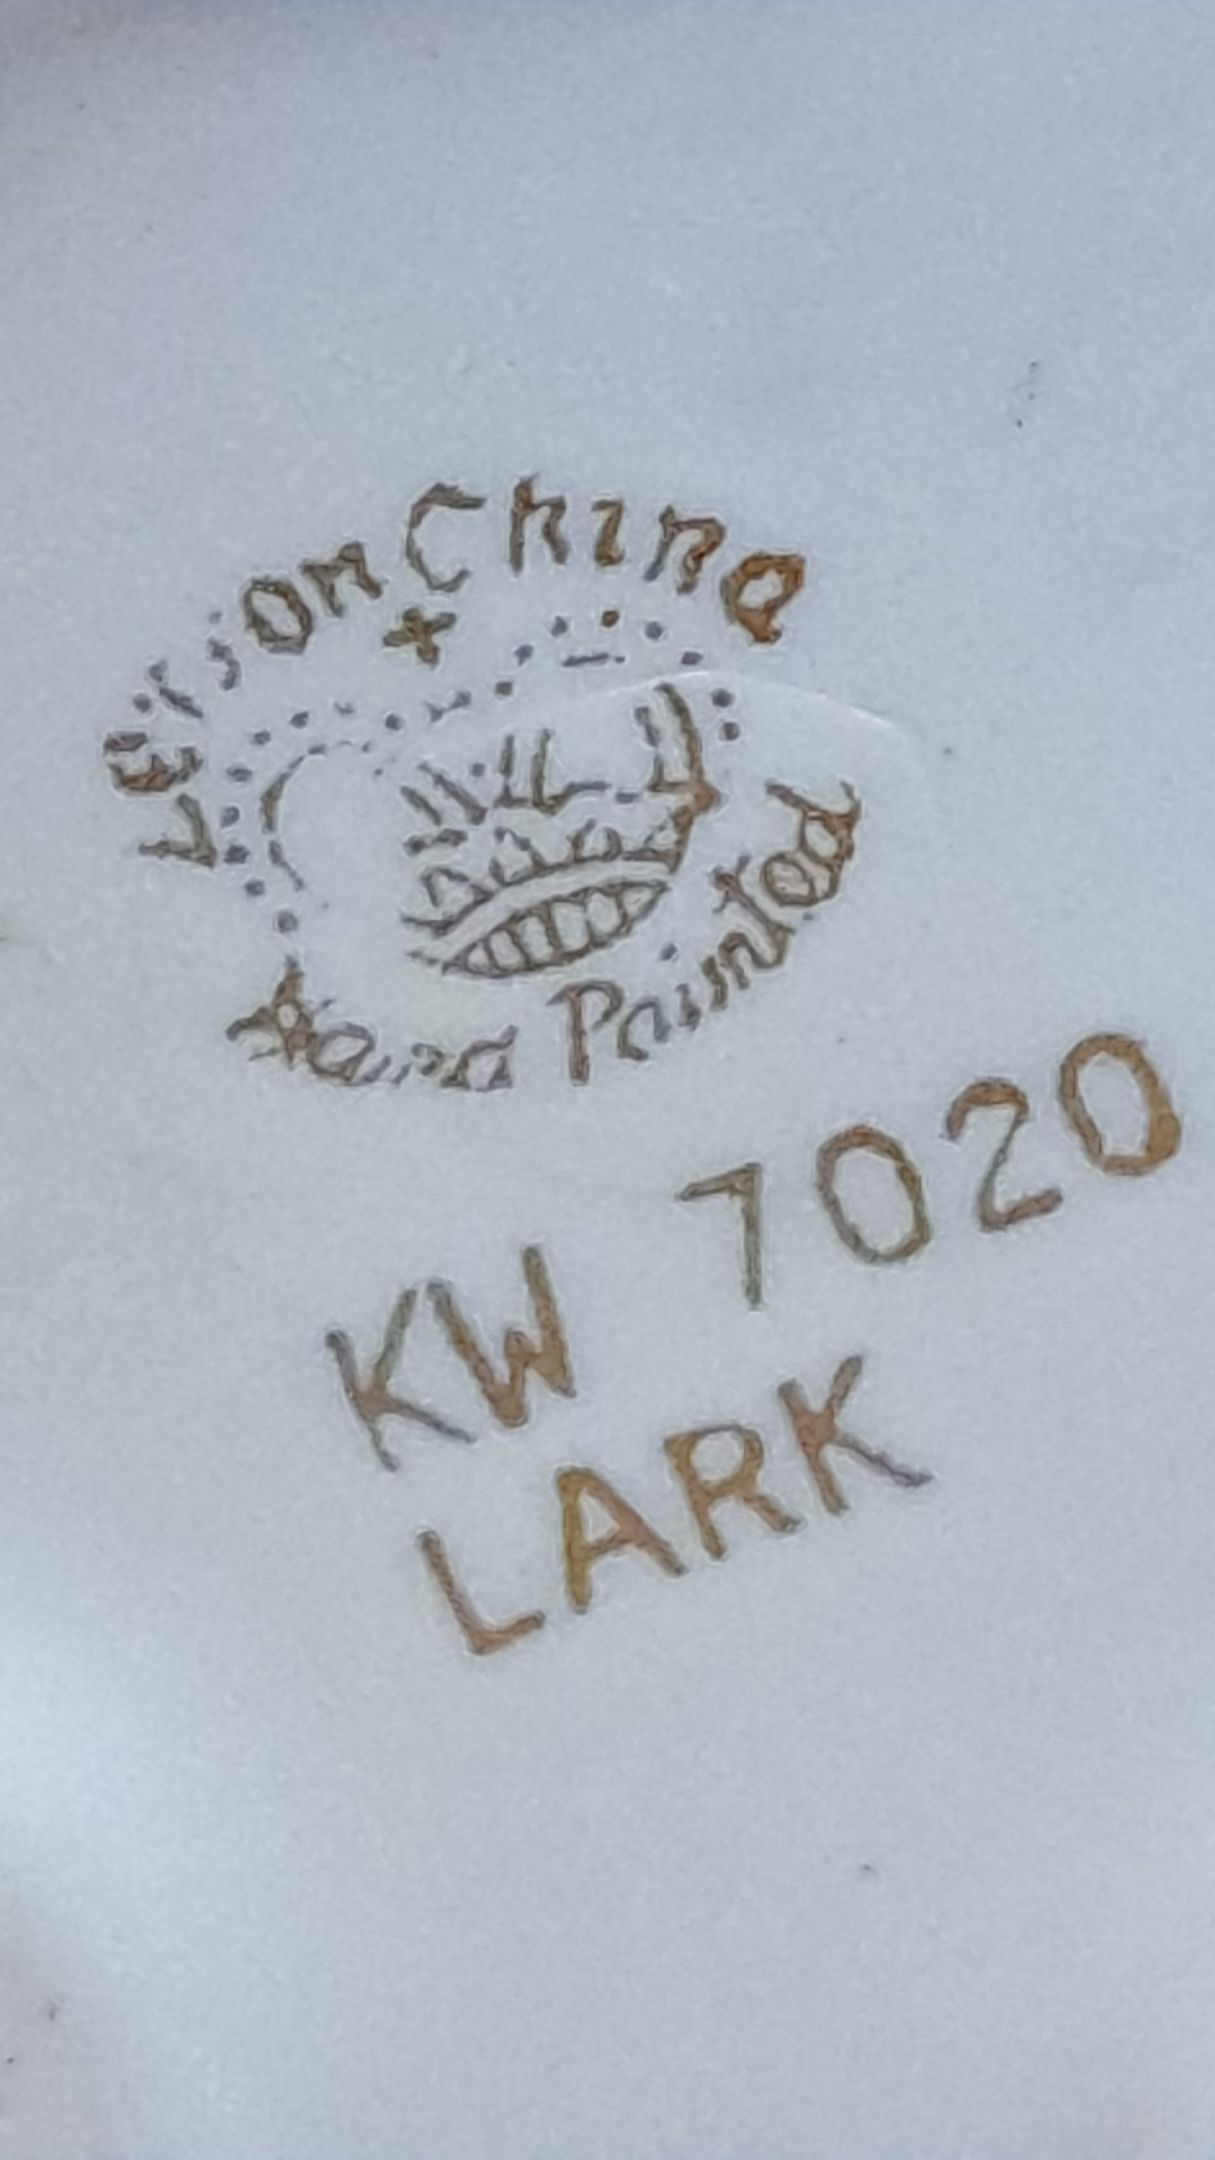 Lefton China
Hand Painted
KW 7020
LARK